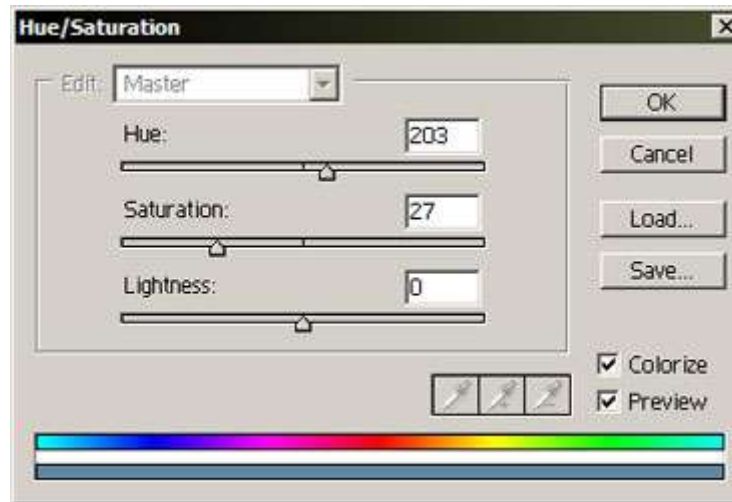 Hue/Saturation
Edit: Master
Hue: 203
Saturation: 27
Lightness: 0
OK
Cancel
Load...
Save...
Colorize
Preview